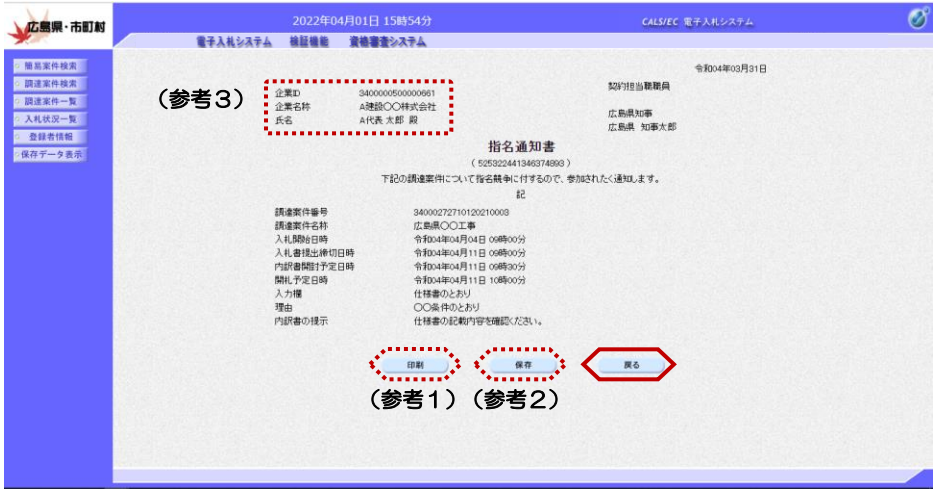 広島県・市町村
2022年04月01日 15時54分
CALS/EC 電子入札システム
電子入札システム 検証機能 資格審査システム
簡易案件検索
調達案件検索
調達案件一覧
入札状況一覧
登録者情報
保存データ表示
令和04年03月31日
(参考3)
企業ID 3400000500000661
企業名称 A建設〇〇株式会社
氏名 A代表 太郎 殿
契約担当職職員
広島県知事
広島県 知事太郎
指名通知書
(525322441346374893)
下記の調達案件について指名競争に付するので、参加されたく通知します。
記
調達案件番号 34000272710120210003
調達案件名称 広島県〇〇工事
入札開始日時 令和04年04月04日 09時00分
入札書提出締切日時 令和04年04月11日 09時00分
内訳書開封予定日時 令和04年04月11日 09時30分
開札予定日時 令和04年04月11日 10時00分
入力欄 仕様書のとおり
理由 〇〇条件のとおり
内訳書の提示 仕様書の記載内容を確認ください。
印刷 保存 戻る
(参考1) (参考2)